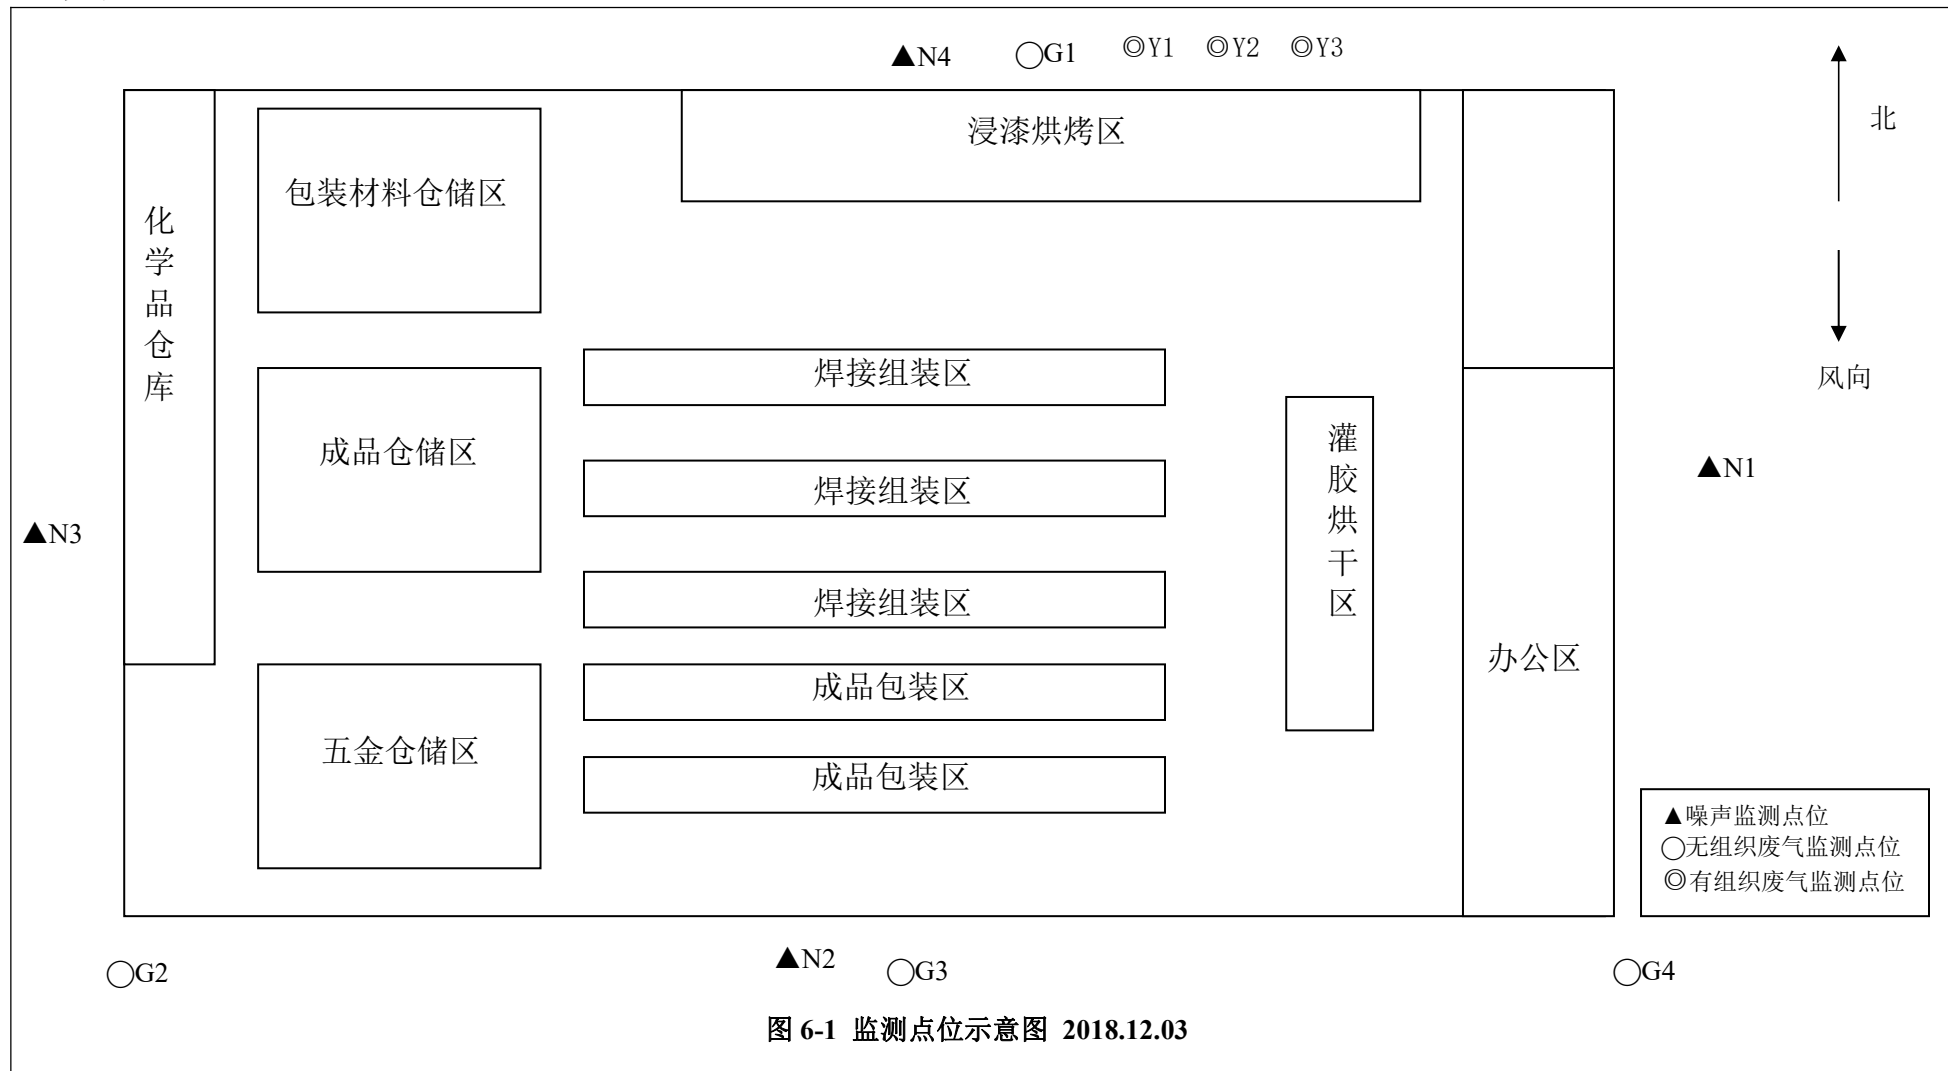 ▲N4 ○G1 ◎Y1 ◎Y2 ◎Y3
北
浸漆烘烤区
包装材料仓储区
化学品仓库
风向
焊接组装区
灌胶烘干区
成品仓储区
▲N1
焊接组装区
▲N3
焊接组装区
办公区
成品包装区
五金仓储区
成品包装区
▲噪声监测点位
○无组织废气监测点位
◎有组织废气监测点位
○G2 ▲N2 ○G3 ○G4
图 6-1 监测点位示意图 2018.12.03